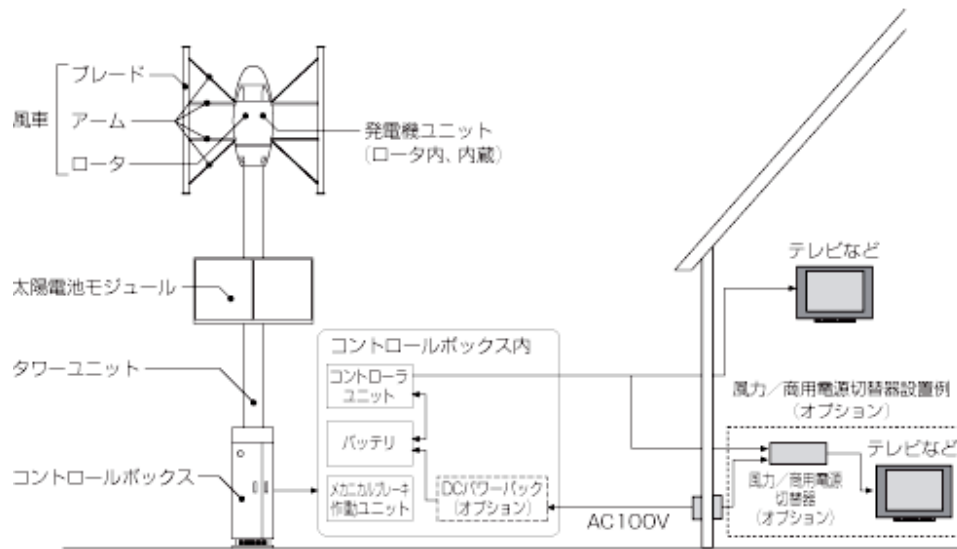 風車
ブレード
アーム
ロータ
発電機ユニット
(ロータ内、内蔵)
太陽電池モジュール
タワーユニット
コントロールボックス
コントロールボックス内
コントローラ
ユニット
バッテリ
メカニカルブレーキ
作動ユニット
DCパワーパック
(オプション)
AC100V
テレビなど
風力/商用電源切替器設置例
(オプション)
テレビなど
風力/商用電源
切替器
(オプション)